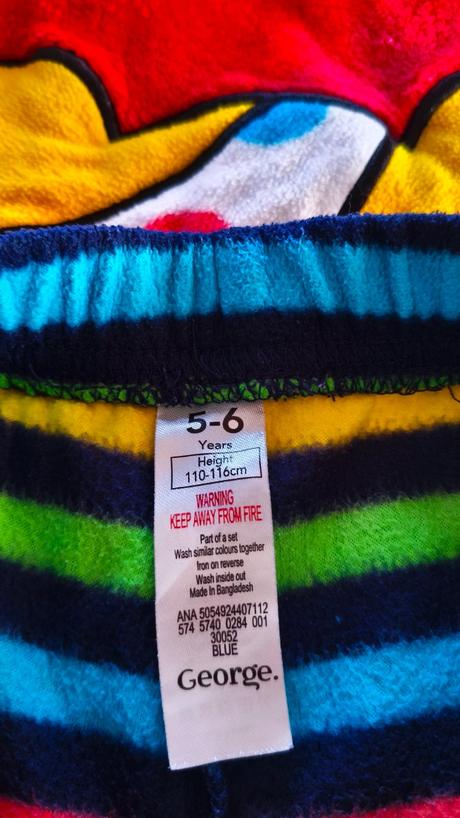 5-6
Years
Height
110-116cm
WARNING
KEEP AWAY FROM FIRE
Part of a set
Wash similar colours together
Iron on reverse
Wash inside out
Made In Bangladesh
ANA 5054924407112
574 5740 0284 001
30052
BLUE
George.